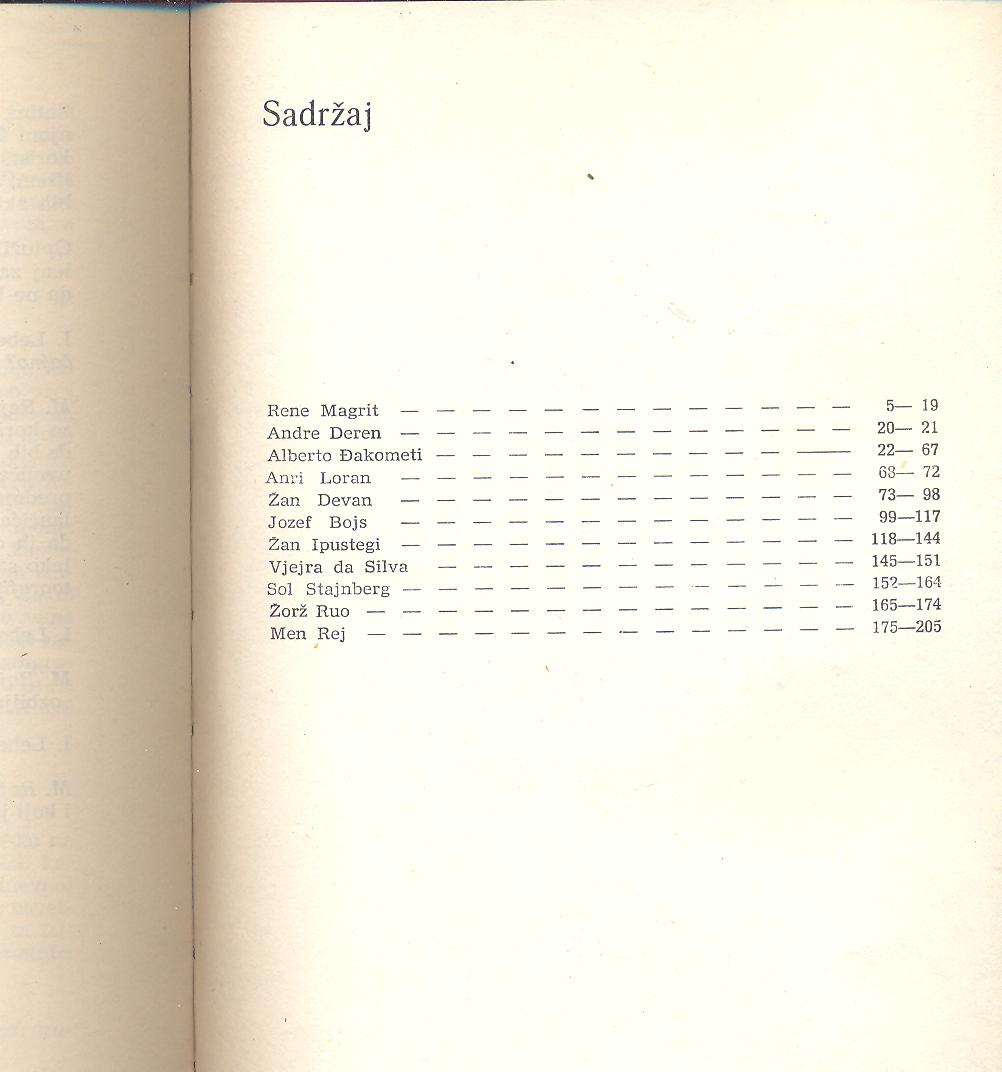 Sadržaj
Rene Magrit — — — — — — — — — — — — — 5— 19
Andre Deren — — — — — — — — — — — — — 20— 21
Alberto Đakometi — — — — — — — — — — —— 22— 67
Anri Loran — — — — — — — — — — — — — 68— 72
Žan Devan — — — — — — — — — — — — — 73— 98
Jozef Bojs — — — — — — — — — — — — — 99—117
Žan Ipustegi — — — — — — — — — — — — — 118—144
Vjejra da Silva — — — — — — — — — — — — 145—151
Sol Stajnberg — — — — — — — — — — — — — 152—164
Žorž Ruo — — — — — — — — — — — — — — 165—174
Men Rej — — — — — — — — — — — — — — 175—205